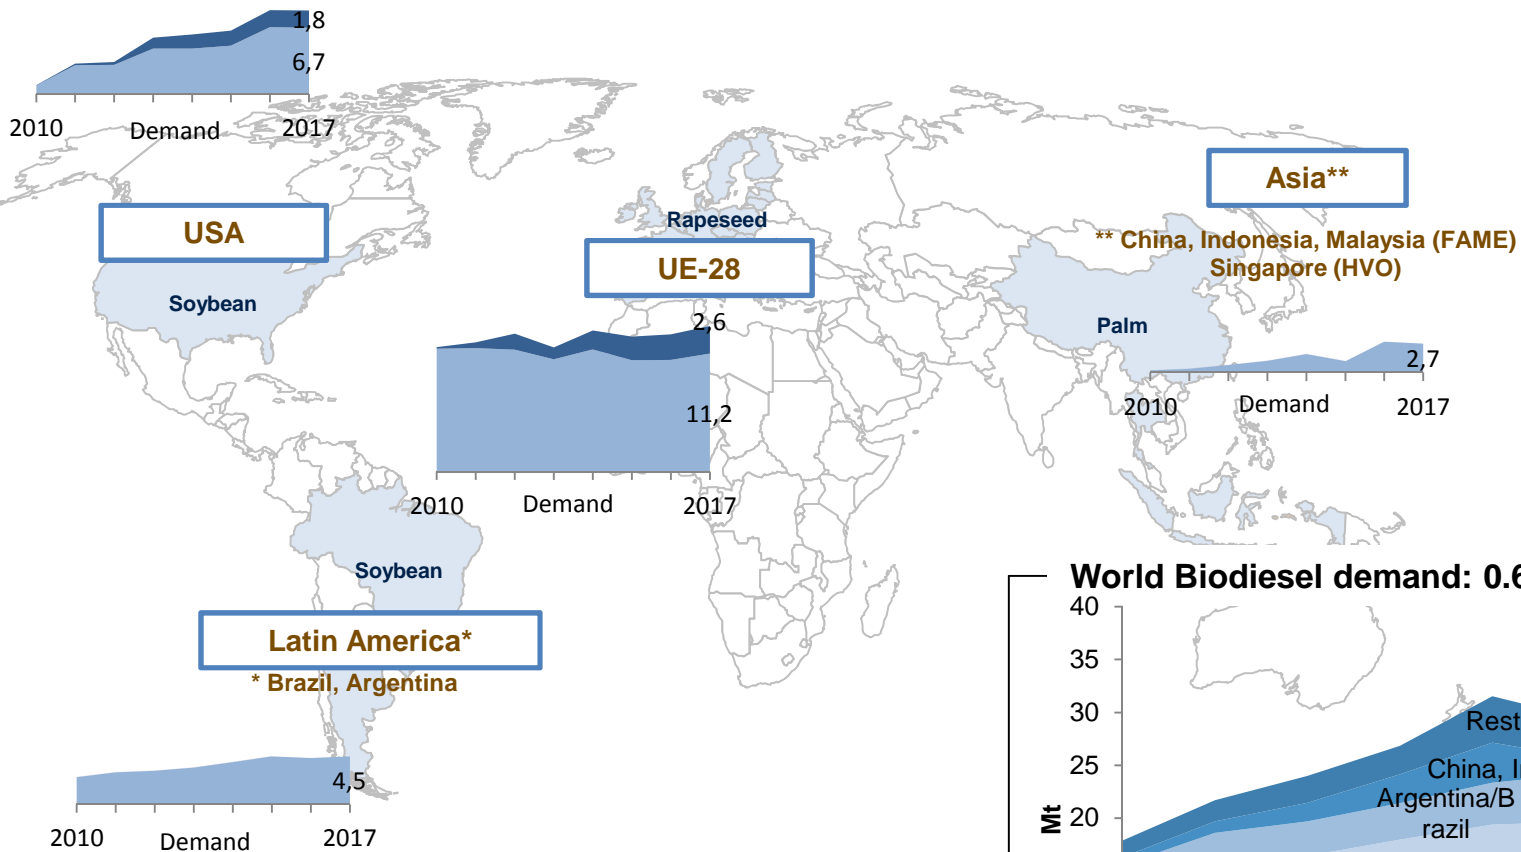 1,8
6,7
2010
Demand
2017
USA
Soybean
Rapeseed
UE-28
2,6
11,2
2010
Demand
2017
Asia**
** China, Indonesia, Malaysia (FAME)
Singapore (HVO)
Palm
2,7
2010
Demand
2017
Soybean
Latin America*
* Brazil, Argentina
4,5
2010
Demand
2017
World Biodiesel demand: 0.6
40
35
30
25
20
Mt
Rest
China, I
Argentina/B
razil